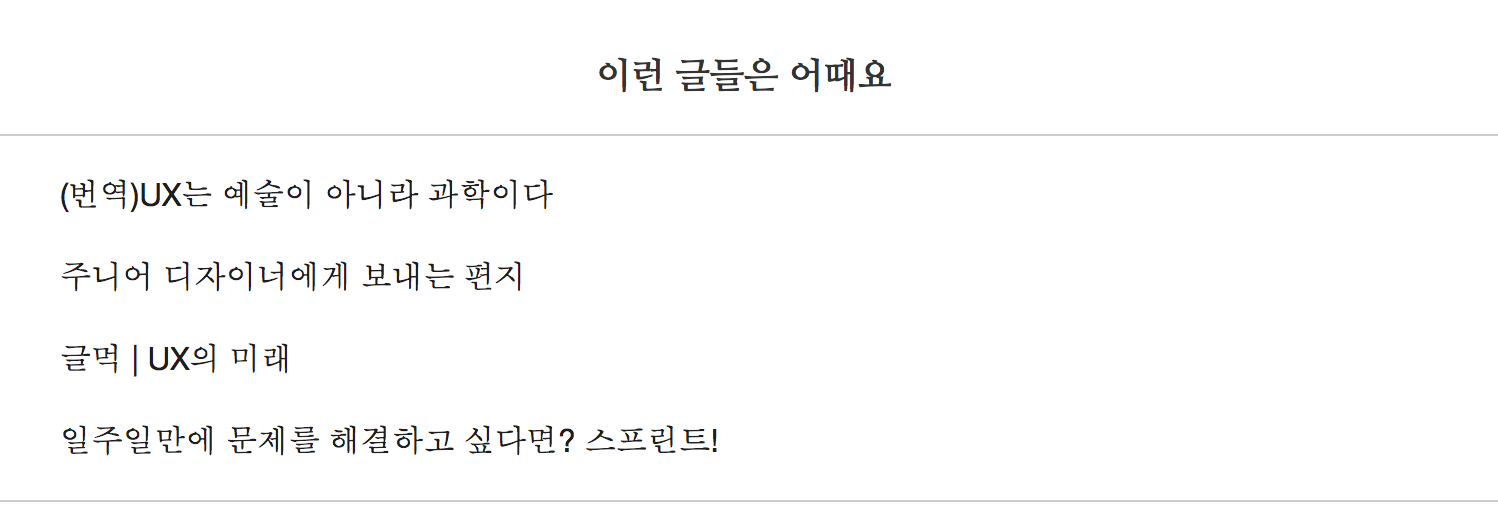 이런 글들은 어때요
(번역)UX는 예술이 아니라 과학이다
주니어 디자이너에게 보내는 편지
글먹 | UX의 미래
일주일만에 문제를 해결하고 싶다면? 스프린트!